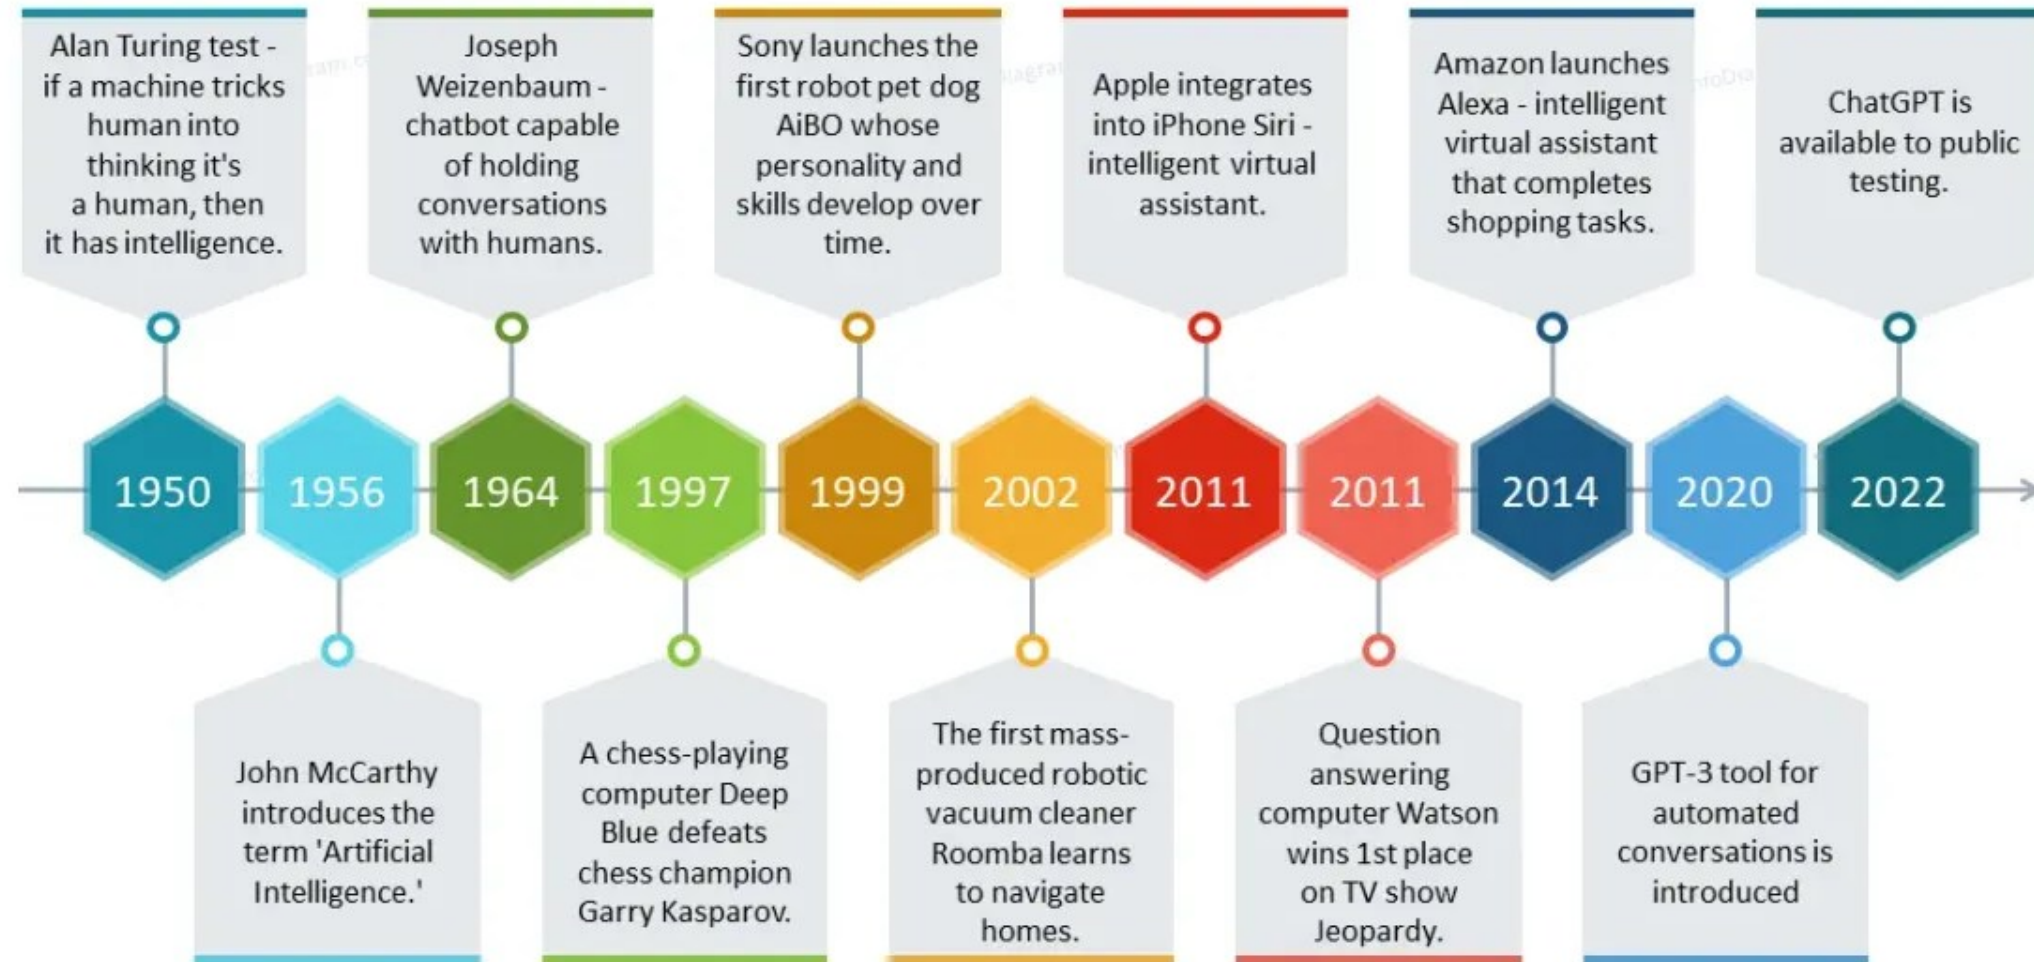 Alan Turing test -
if a machine tricks
human into
thinking it's
a human, then
it has intelligence.
Joseph
Weizenbaum -
chatbot capable
of holding
conversations
with humans.
Sony launches the
first robot pet dog
AiBO whose
personality and
skills develop over
time.
Apple integrates
into iPhone Siri -
intelligent virtual
assistant.
Amazon launches
Alexa - intelligent
virtual assistant
that completes
shopping tasks.
ChatGPT is
available to public
testing.
1950 1956 1964 1997 1999 2002 2011 2011 2014 2020 2022
John McCarthy
introduces the
term 'Artificial
Intelligence.'
A chess-playing
computer Deep
Blue defeats
chess champion
Garry Kasparov.
The first mass-
produced robotic
vacuum cleaner
Roomba learns
to navigate
homes.
Question
answering
computer Watson
wins 1st place
on TV show
Jeopardy.
GPT-3 tool for
automated
conversations is
introduced